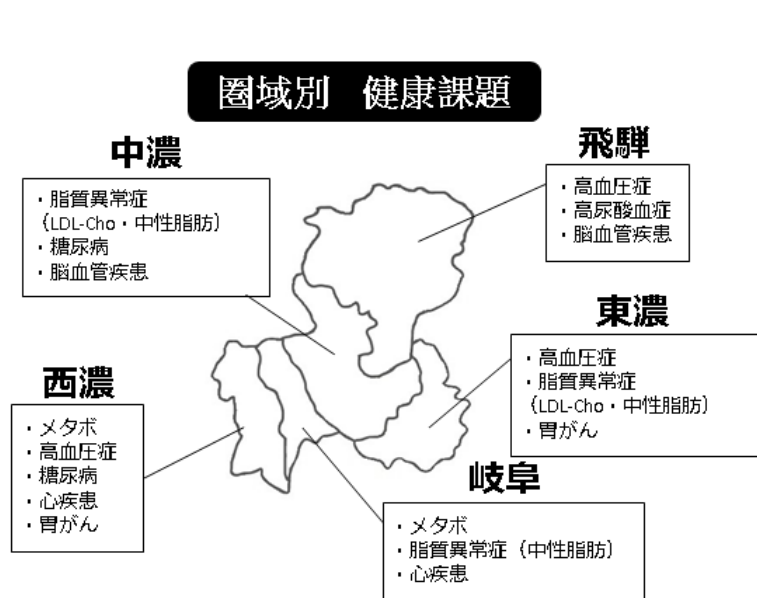 圏域別　健康課題
中濃
・脂質異常症
（LDL-Cho・中性脂肪）
・糖尿病
・脳血管疾患
飛騨
・高血圧症
・高尿酸血症
・脳血管疾患
東濃
・高血圧症
・脂質異常症
（LDL-Cho・中性脂肪）
・胃がん
西濃
・メタボ
・高血圧症
・糖尿病
・心疾患
・胃がん
岐阜
・メタボ
・脂質異常症（中性脂肪）
・心疾患